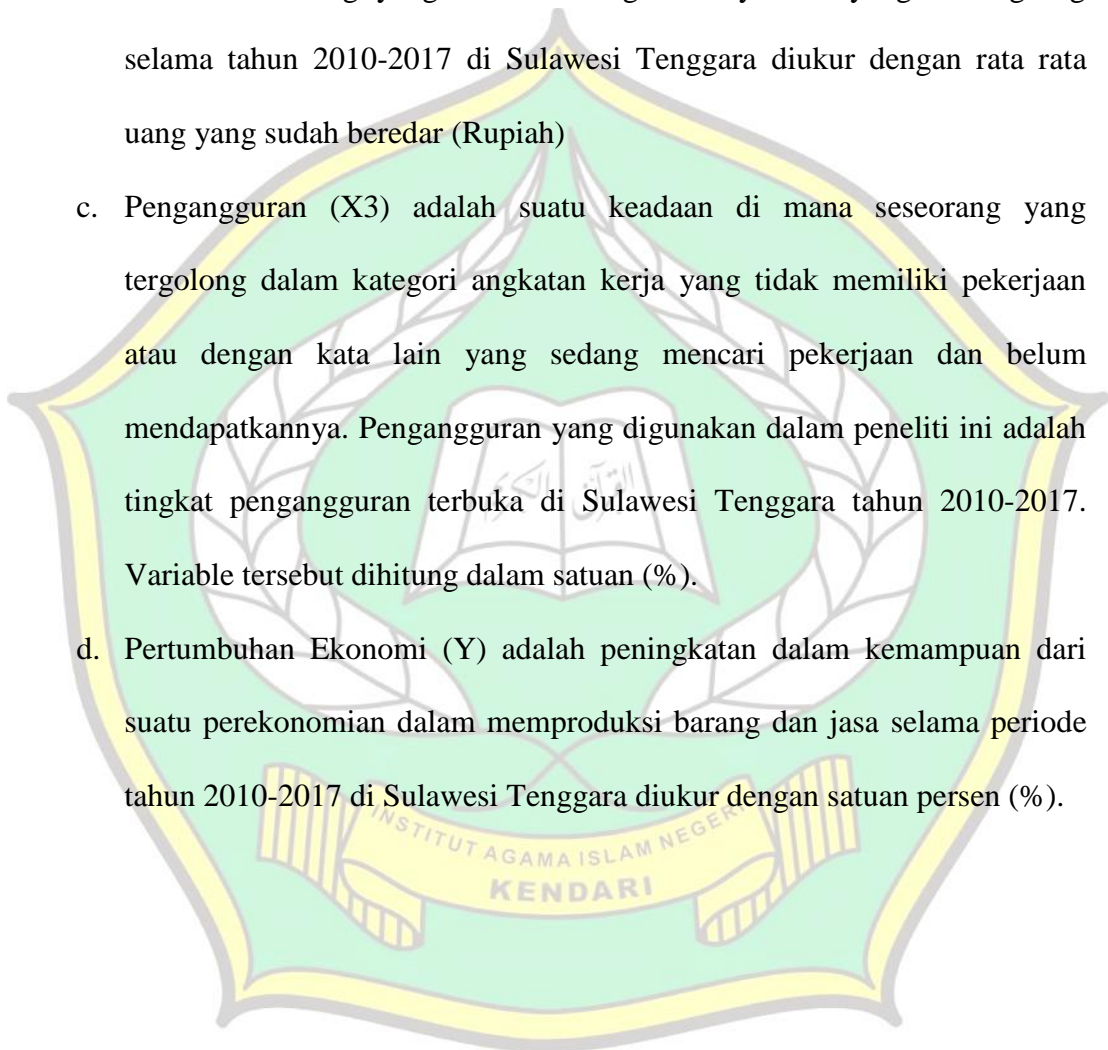 selama tahun 2010-2017 di Sulawesi Tenggara diukur dengan rata rata
uang yang sudah beredar (Rupiah)
c. Pengangguran (X3) adalah suatu keadaan di mana seseorang yang
tergolong dalam kategori angkatan kerja yang tidak memiliki pekerjaan
atau dengan kata lain yang sedang mencari pekerjaan dan belum
mendapatkannya. Pengangguran yang digunakan dalam peneliti ini adalah
tingkat pengangguran terbuka di Sulawesi Tenggara tahun 2010-2017.
Variable tersebut dihitung dalam satuan (%).
d. Pertumbuhan Ekonomi (Y) adalah peningkatan dalam kemampuan dari
suatu perekonomian dalam memproduksi barang dan jasa selama periode
tahun 2010-2017 di Sulawesi Tenggara diukur dengan satuan persen (%).
القرآن الكريم
INSTITUT AGAMA ISLAM NEGERI
KENDARI